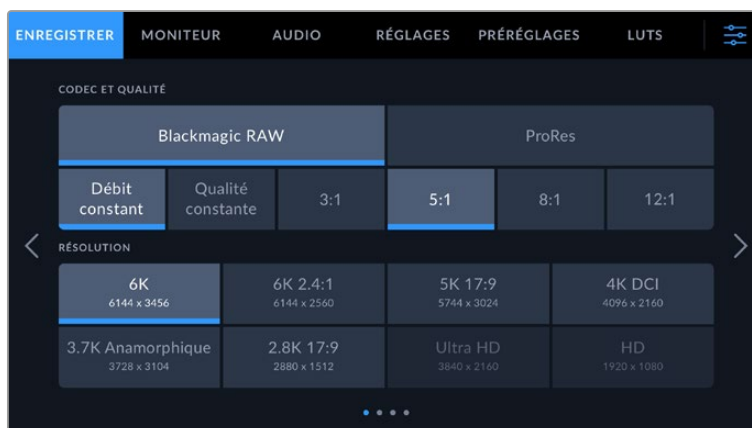 ENREGISTRER MONITEUR AUDIO RÉGLAGES PRÉRÉGLAGES LUTS
CODEC ET QUALITÉ
Blackmagic RAW ProRes
Débit constant Qualité constante 3:1 5:1 8:1 12:1
RÉSOLUTION
6K 6K 2.4:1 5K 17:9 4K DCI
6144 x 3456 6144 x 2560 5744 x 3024 4096 x 2160
3.7K Anamorphique 2.8K 17:9 Ultra HD HD
3728 x 3104 2880 x 1512 3840 x 2160 1920 x 1080